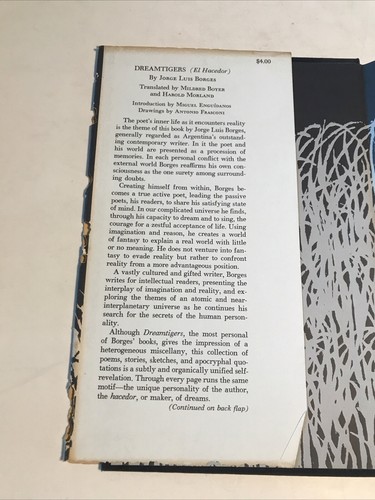 $4.00
DREAMTIGERS (El Hacedor)
By JORGE LUIS BORGES
Translated by MILDRED BOYER
and HAROLD MORLAND
Introduction by MIGUEL ENGUÍDANOS
Drawings by ANTONIO FRASCONI
The poet's inner life as it encounters reality
is the theme of this book by Jorge Luis Borges,
generally regarded as Argentina's outstand-
ing contemporary writer. In it the poet and
his world are presented as a procession of
memories. In each personal conflict with the
external world Borges reaffirms his own con-
sciousness as the one surety among surround-
ing doubts.
Creating himself from within, Borges be-
comes a true active poet, leading the passive
poets, his readers, to share his satisfying state
of mind. In our complicated universe he finds,
through his capacity to dream and to sing, the
courage for a zestful acceptance of life. Using
imagination and reason, he creates a world
of fantasy to explain a real world with little
or no meaning. He does not venture into fan-
tasy to evade reality but rather to confront
reality from a more advantageous position.
A vastly cultured and gifted writer, Borges
writes for intellectual readers, presenting the
interplay of imagination and reality, and ex-
ploring the themes of an atomic and near-
interplanetary universe as he continues his
search for the secrets of the human person-
ality.
Although Dreamtigers, the most personal
of Borges' books, gives the impression of a
heterogeneous miscellany, this collection of
poems, stories, sketches, and apocryphal quo-
tations is a subtly and organically unified self-
revelation. Through every page runs the same
motif—the unique personality of the author,
the hacedor, or maker, of dreams.
(Continued on back flap)